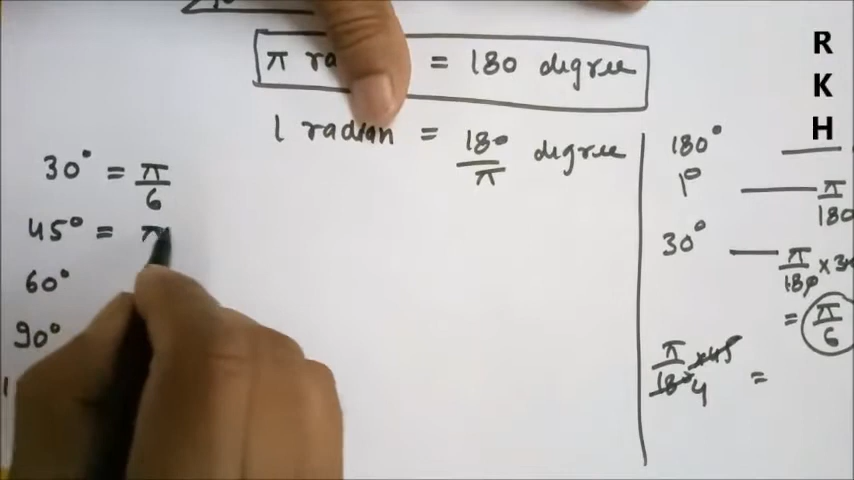 π ra = 180 degree
1 radian = 180/π degree
30° = π/6
45° = π
60°
90°
180° —
1° — π/180
30° — π/180 × 30
= π/6
π/180 × 45 =
4
R
K
H